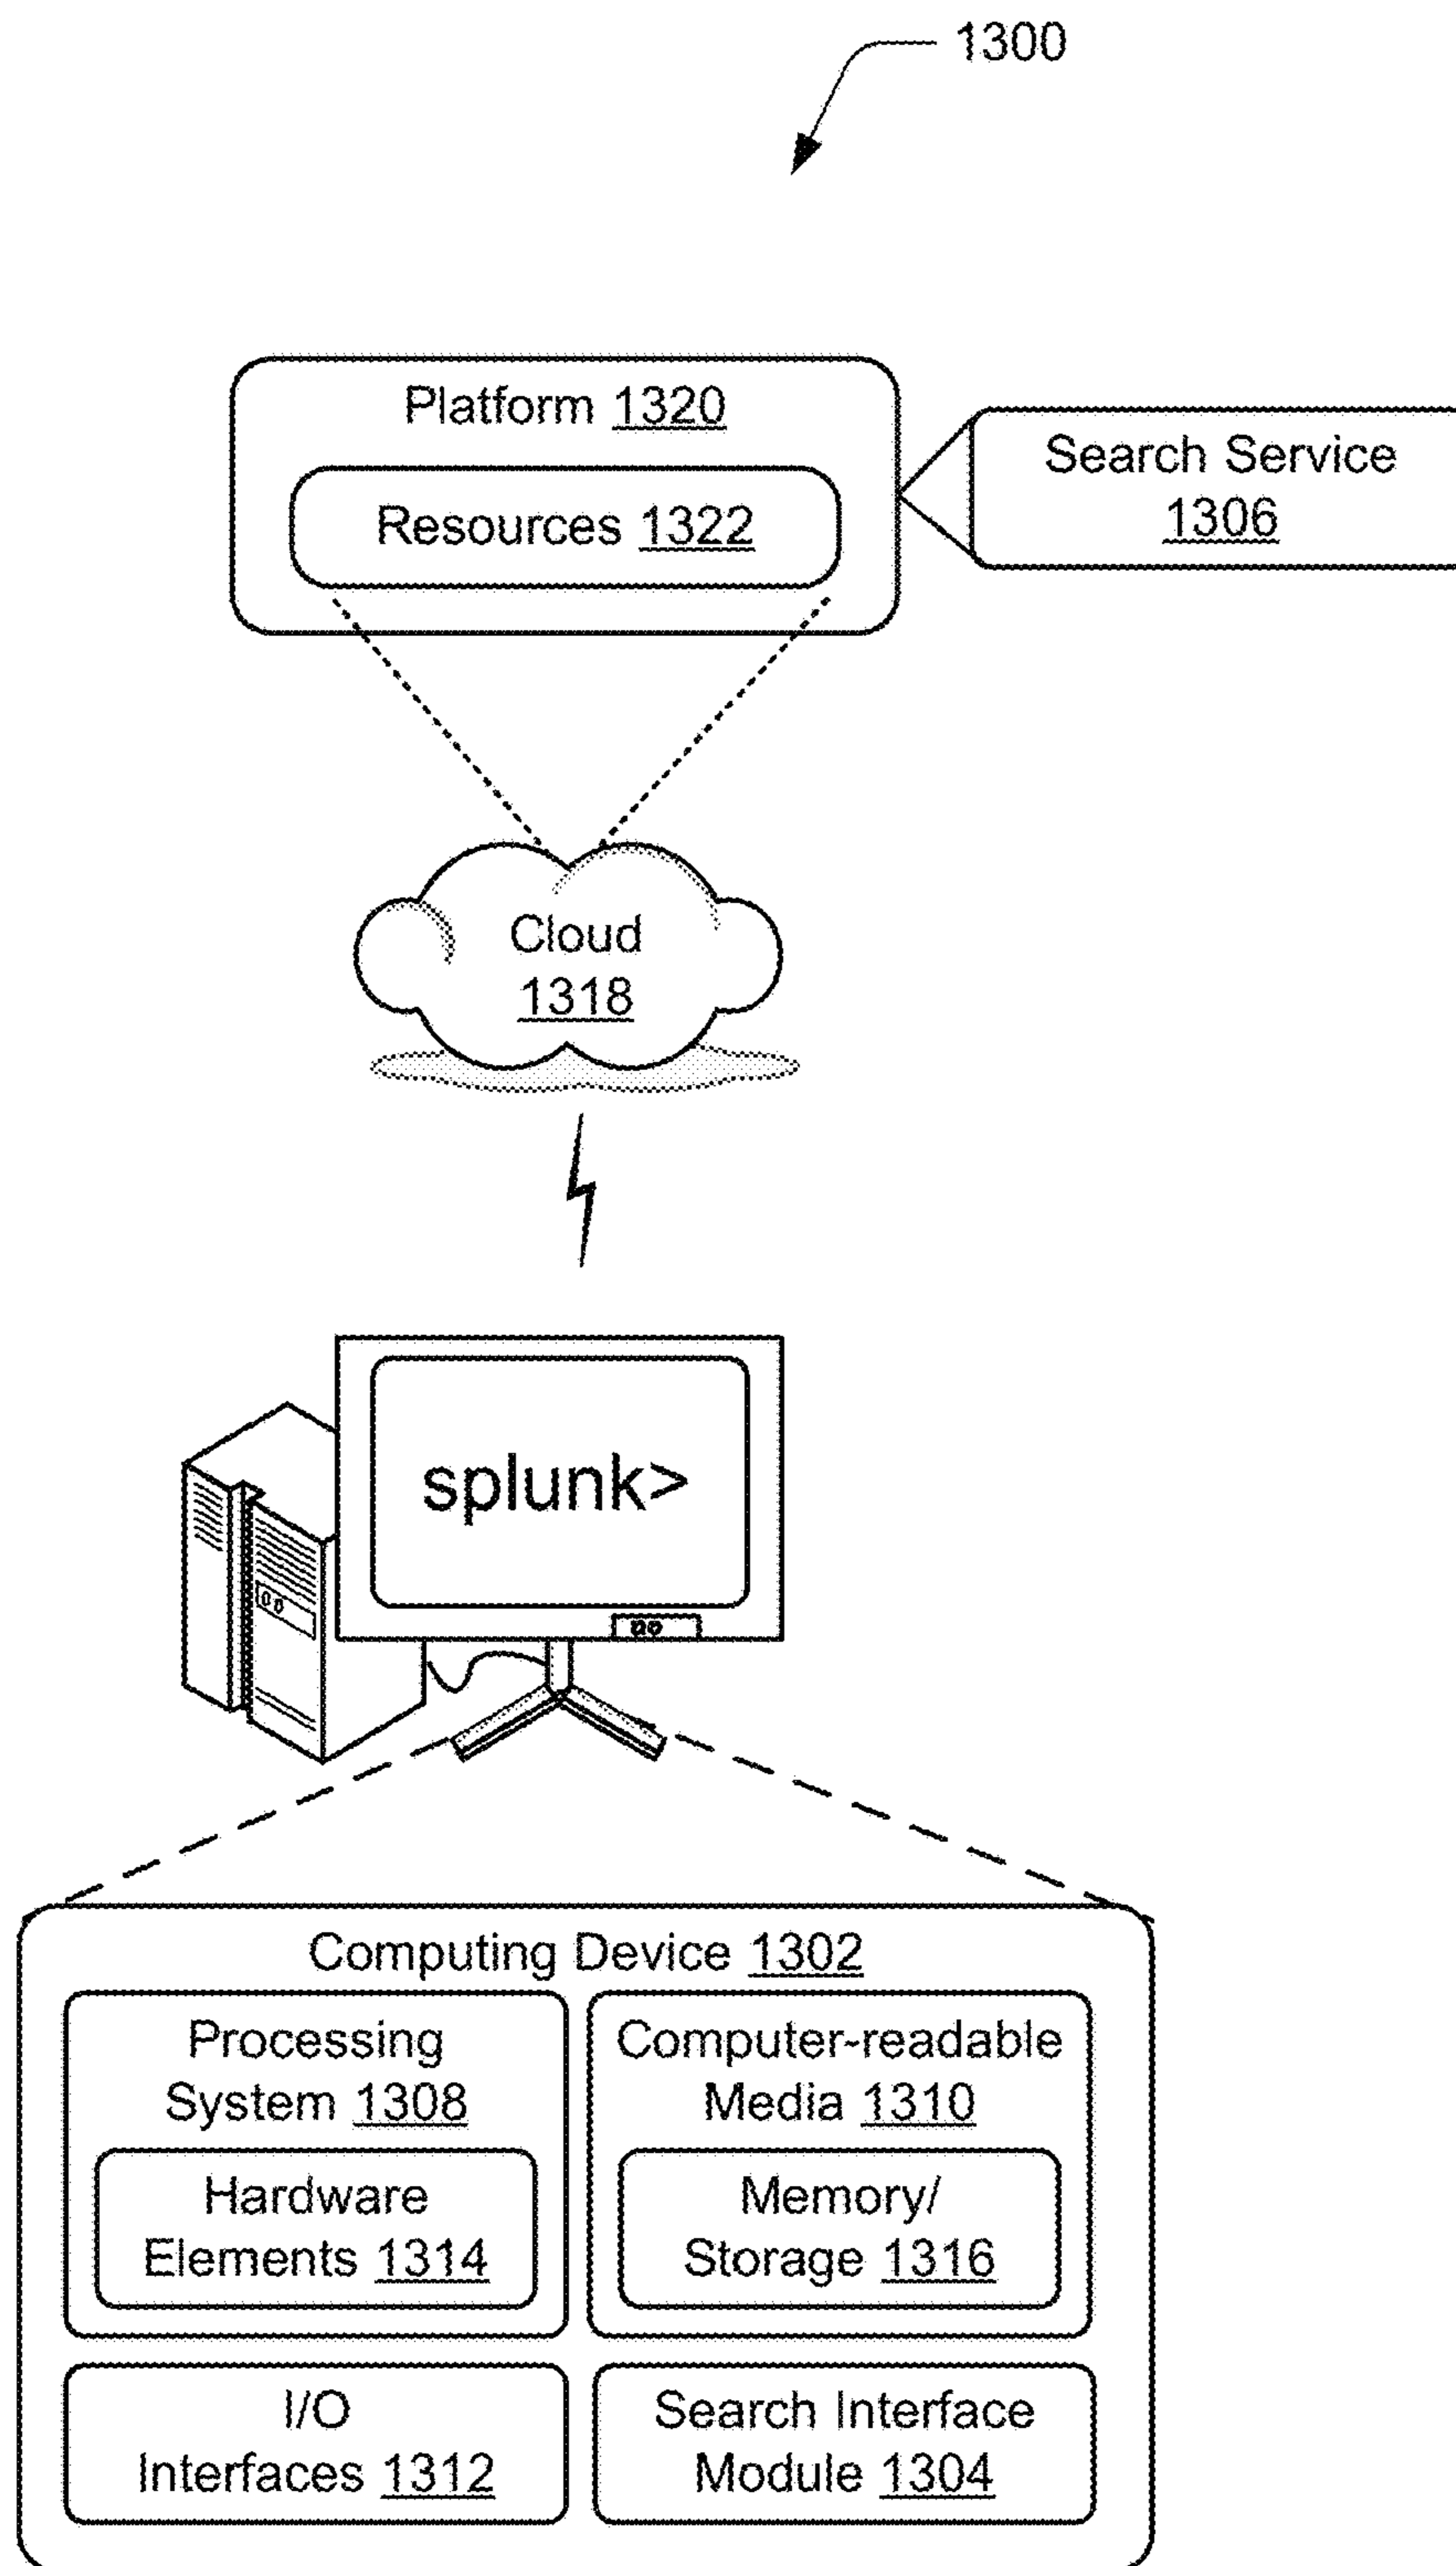 1300
Platform 1320
Resources 1322
Search Service
1306
Cloud
1318
splunk>
Computing Device 1302
Processing
System 1308
Hardware
Elements 1314
Computer-readable
Media 1310
Memory/
Storage 1316
I/O
Interfaces 1312
Search Interface
Module 1304